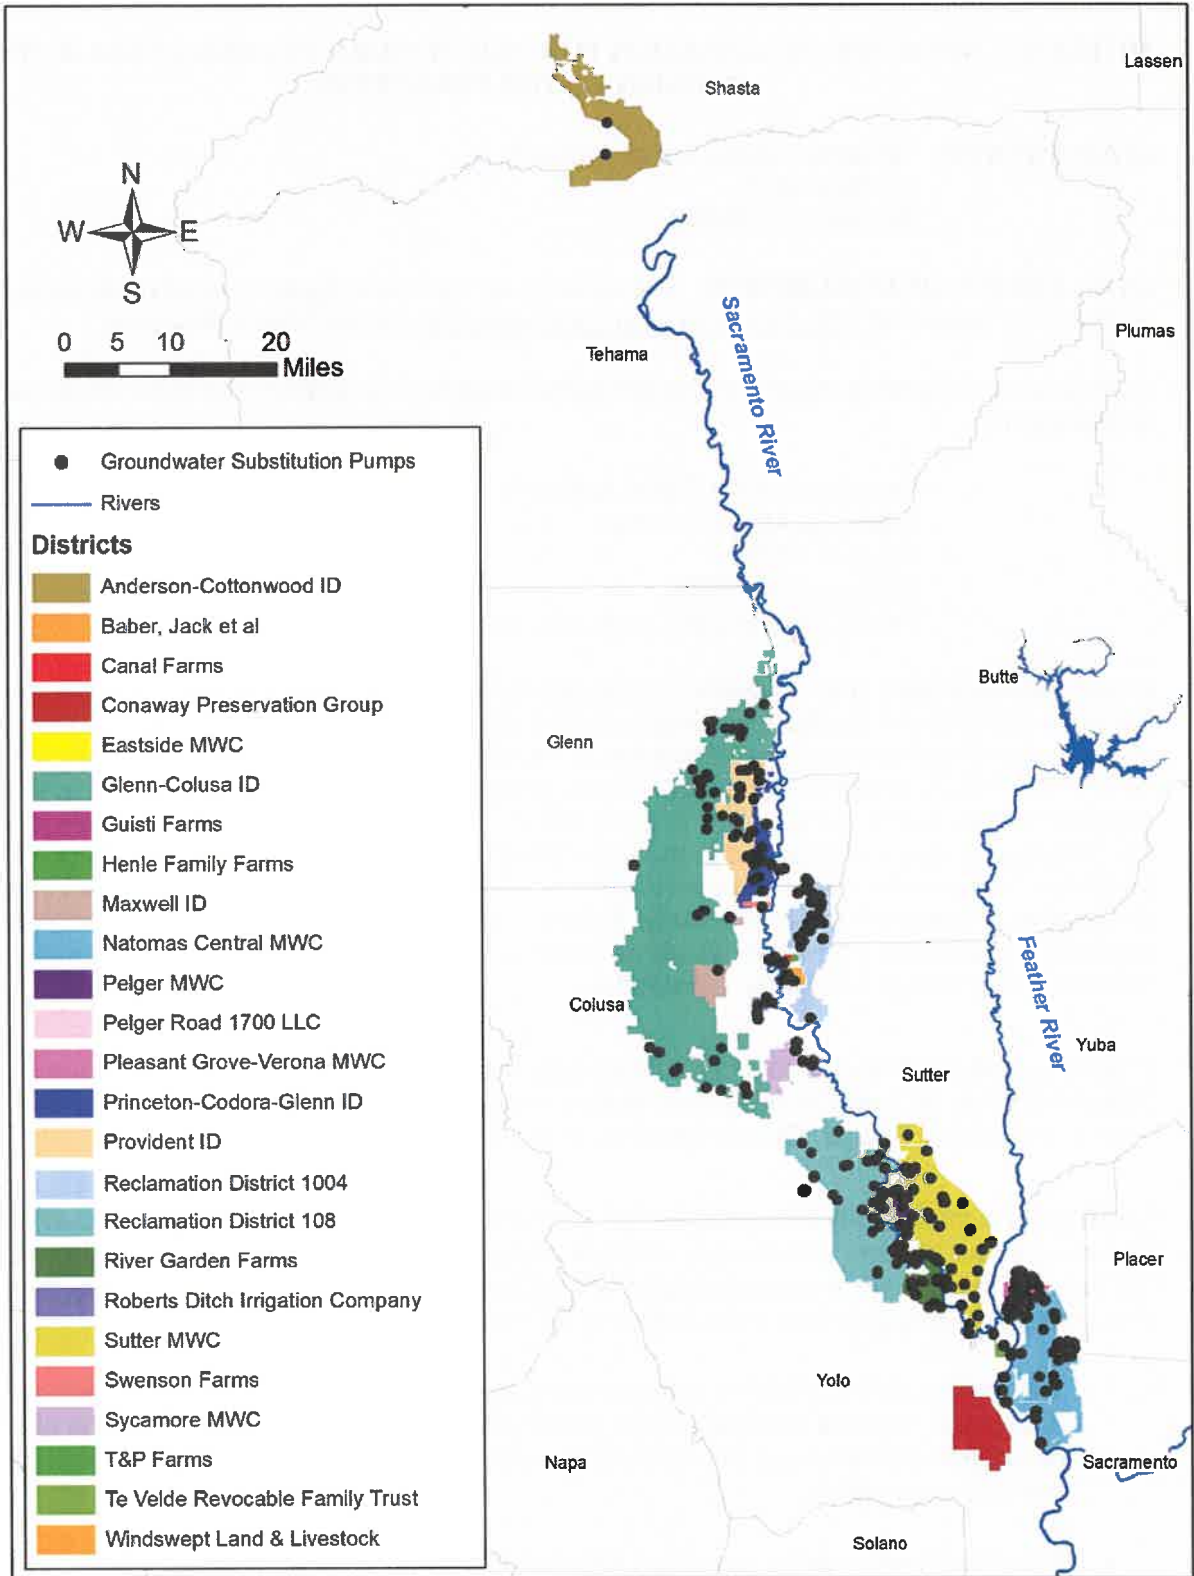 Lassen
Shasta
N
W E
S
0 5 10 20
Miles
Plumas
Tehama
Sacramento River
Groundwater Substitution Pumps
Rivers
Districts
Anderson-Cottonwood ID
Baber, Jack et al
Canal Farms
Conaway Preservation Group
Eastside MWC
Glenn-Colusa ID
Guisti Farms
Henle Family Farms
Maxwell ID
Natomas Central MWC
Pelger MWC
Pelger Road 1700 LLC
Pleasant Grove-Verona MWC
Princeton-Codora-Glenn ID
Provident ID
Reclamation District 1004
Reclamation District 108
River Garden Farms
Roberts Ditch Irrigation Company
Sutter MWC
Swenson Farms
Sycamore MWC
T&P Farms
Te Velde Revocable Family Trust
Windswept Land & Livestock
Butte
Glenn
Feather River
Colusa
Yuba
Sutter
Placer
Yolo
Napa
Sacramento
Solano